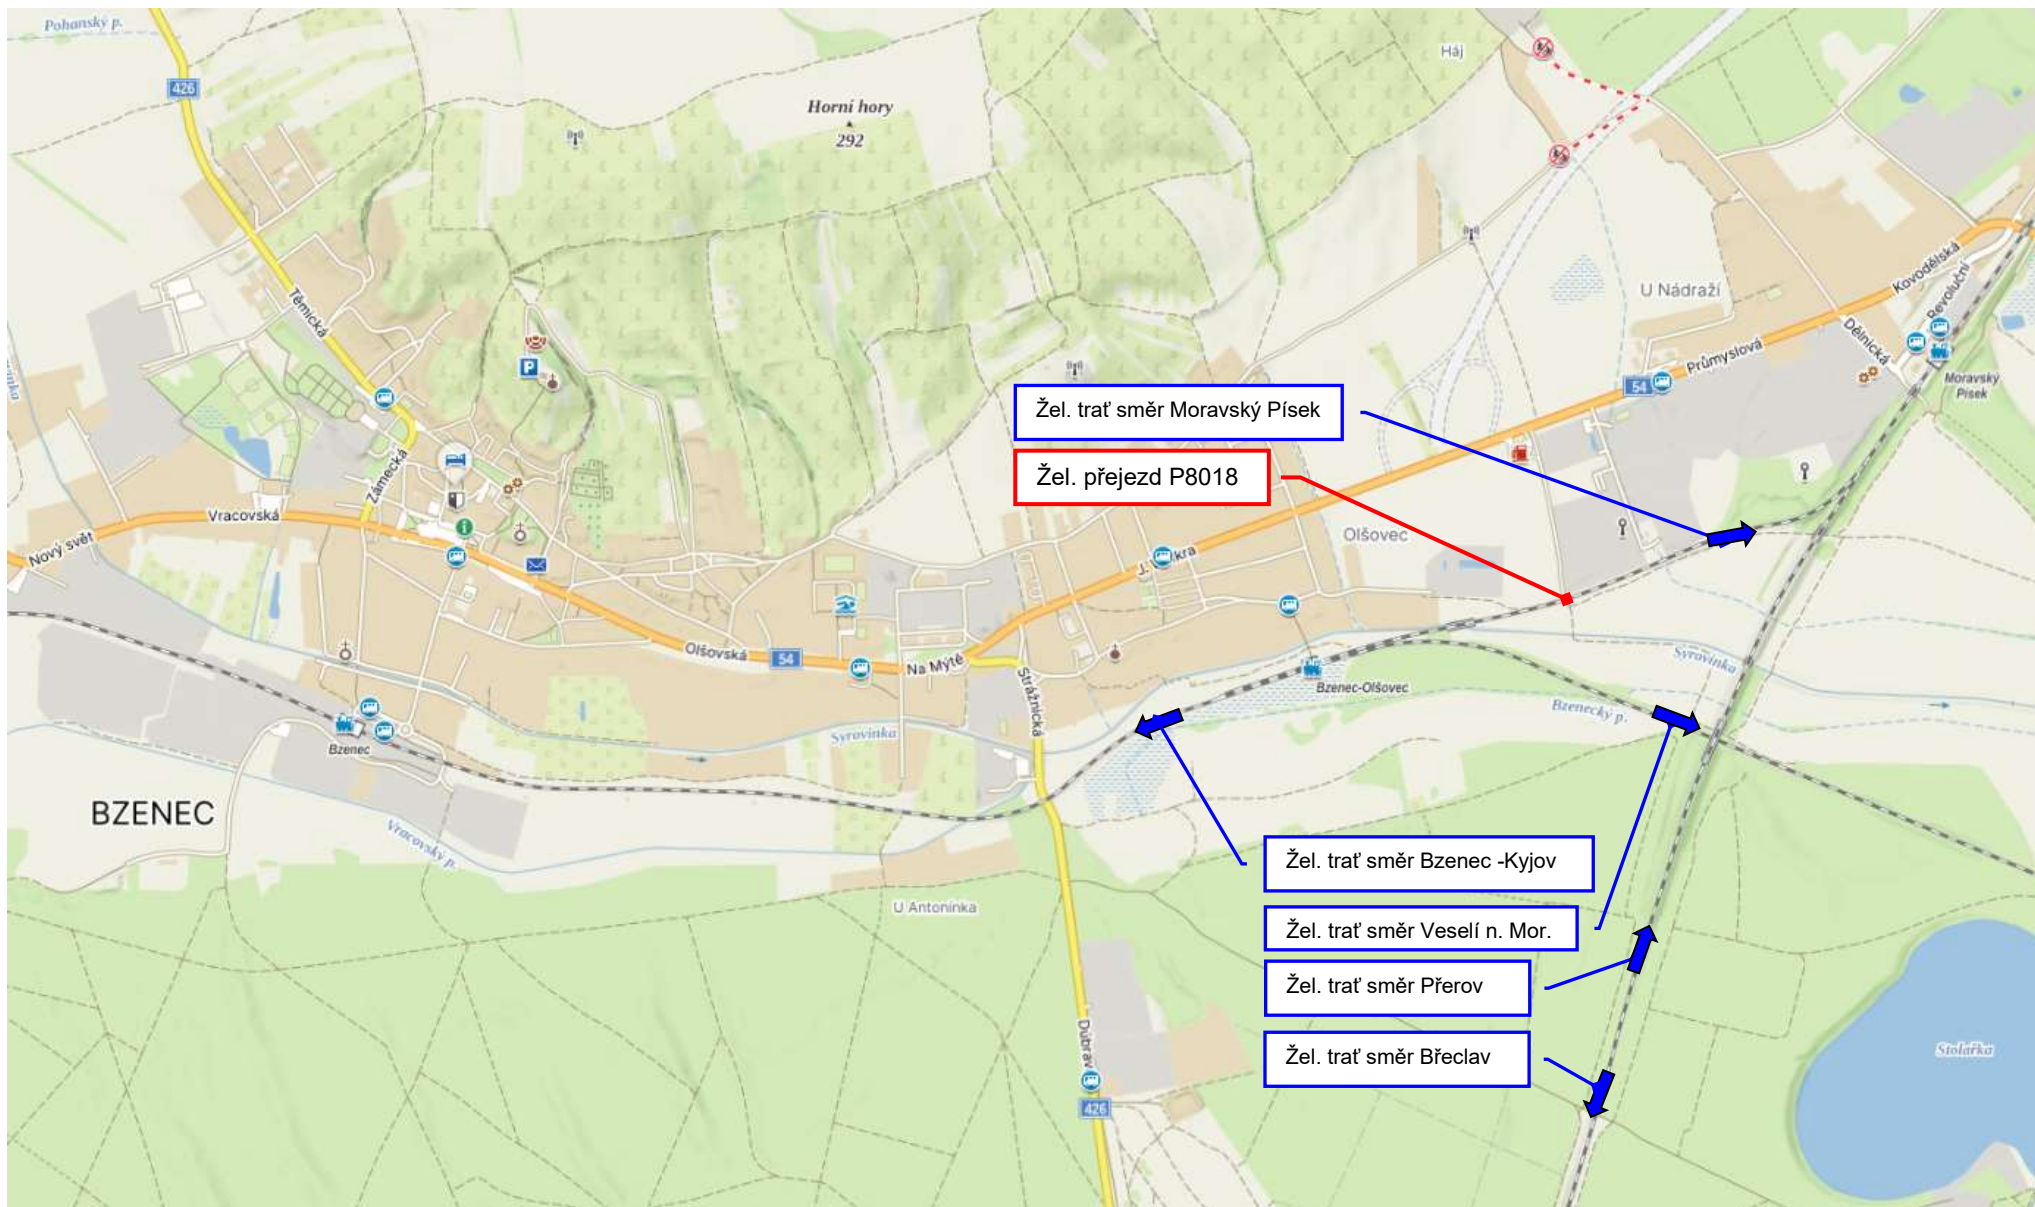 Pohanský p.
426
Horní hory
292
Háj
Kovodělská
Revoluční
U Nádraží
Dělnická
Průmyslová
54
Moravský
Písek
Těmická
Zámecká
Vracovská
Nový svět
Žel. trať směr Moravský Písek
Žel. přejezd P8018
Olšovec
Olšovská
54
Na Mýtě
Strážnická
Syrovinka
Bzenec-Olšovec
Bzenecký p.
Syrovinka
Bzenec
BZENEC
Vracovský p.
U Antonínka
Žel. trať směr Bzenec -Kyjov
Žel. trať směr Veselí n. Mor.
Žel. trať směr Přerov
Žel. trať směr Břeclav
Stolařka
426